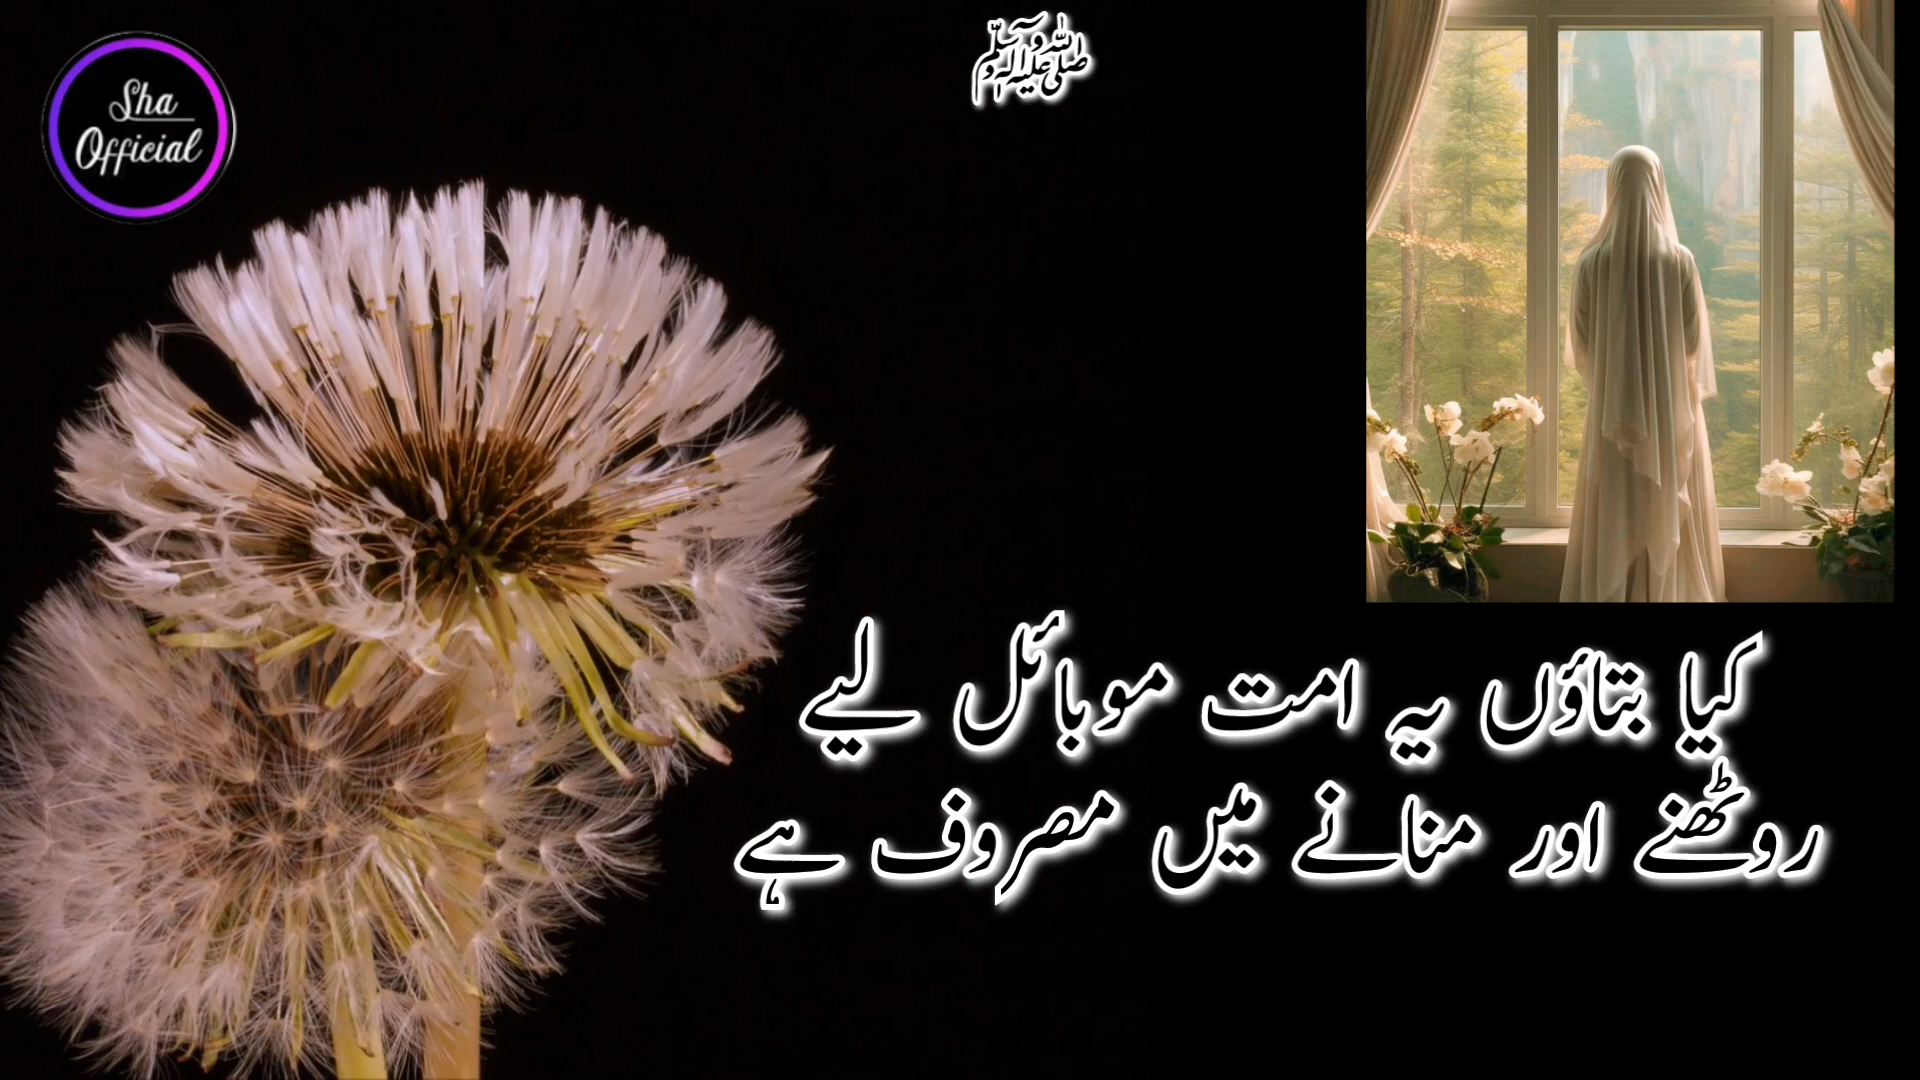 Sha
Official
صلی اللہ علیہ وآلہ وسلم
کیا بتاؤں یہ امت موبائل لیے
روٹھنے اور منانے میں مصروف ہے